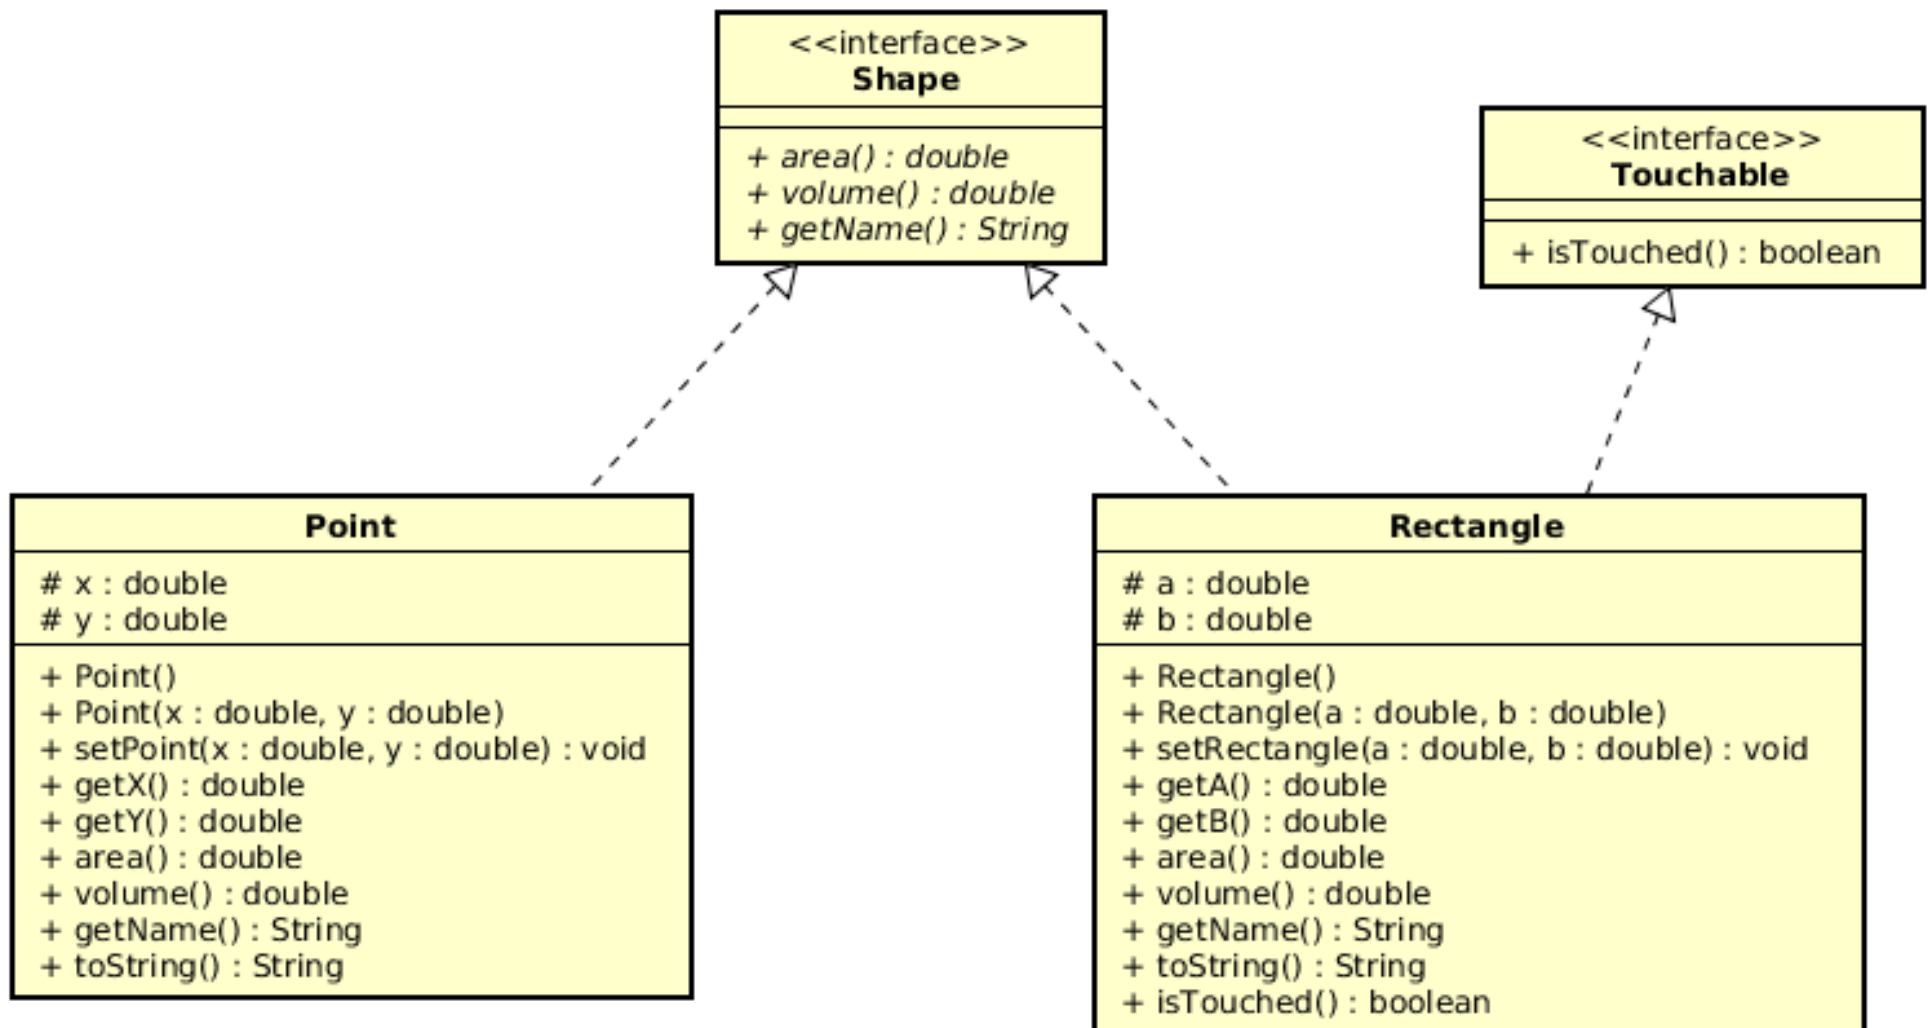 <<interface>>
Shape
+ area() : double
+ volume() : double
+ getName() : String
<<interface>>
Touchable
+ isTouched() : boolean
Point
# x : double
# y : double
+ Point()
+ Point(x : double, y : double)
+ setPoint(x : double, y : double) : void
+ getX() : double
+ getY() : double
+ area() : double
+ volume() : double
+ getName() : String
+ toString() : String
Rectangle
# a : double
# b : double
+ Rectangle()
+ Rectangle(a : double, b : double)
+ setRectangle(a : double, b : double) : void
+ getA() : double
+ getB() : double
+ area() : double
+ volume() : double
+ getName() : String
+ toString() : String
+ isTouched() : boolean